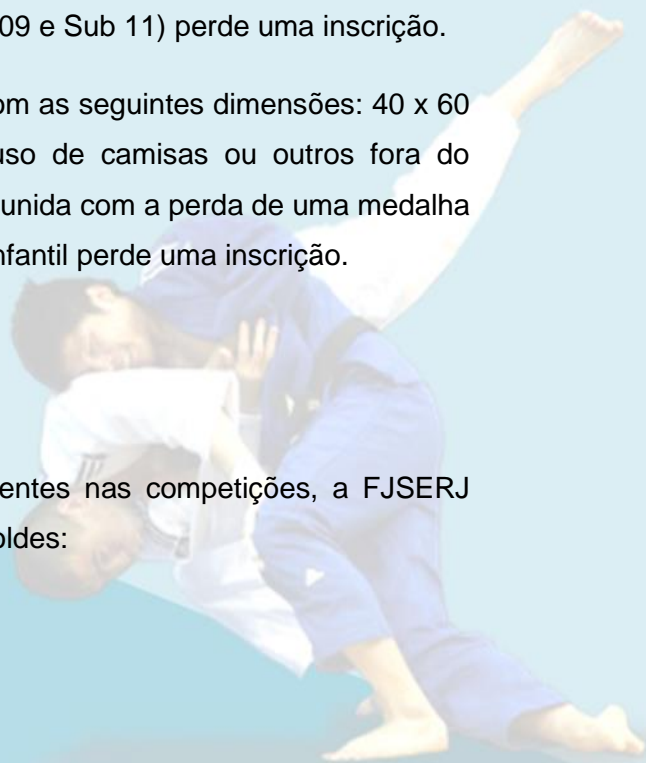 09 e Sub 11) perde uma inscrição.
om as seguintes dimensões: 40 x 60
uso de camisas ou outros fora do
unida com a perda de uma medalha
nfantil perde uma inscrição.
entes nas competições, a FJSERJ
oldes: